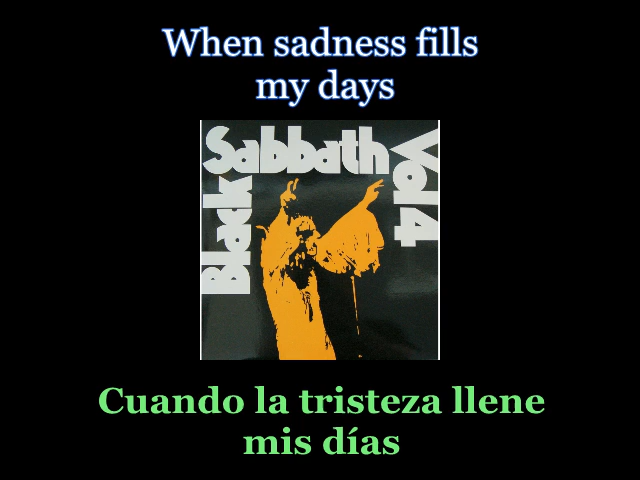 When sadness fills
my days
Black
Sabbath
Vol 4
Cuando la tristeza llene
mis días